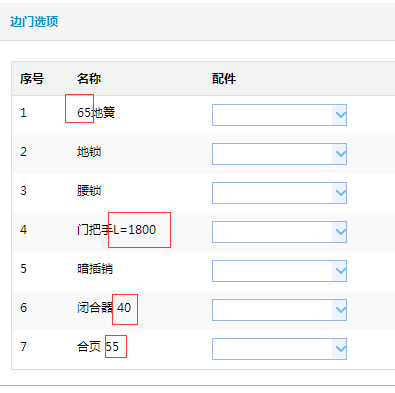 边门选项
序号 名称 配件
1 65地簧
2 地锁
3 腰锁
4 门把手L=1800
5 暗插销
6 闭合器 40
7 合页 55